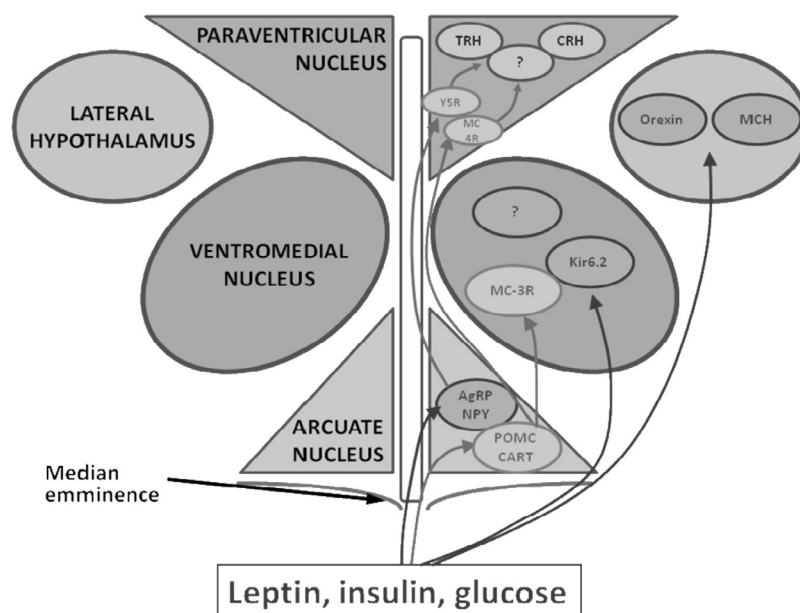 PARAVENTRICULAR
NUCLEUS
TRH
CRH
?
Y5R
MC
4R
LATERAL
HYPOTHALAMUS
Orexin
MCH
VENTROMEDIAL
NUCLEUS
?
Kir6.2
MC-3R
ARCUATE
NUCLEUS
AgRP
NPY
POMC
CART
Median
emminence
Leptin, insulin, glucose